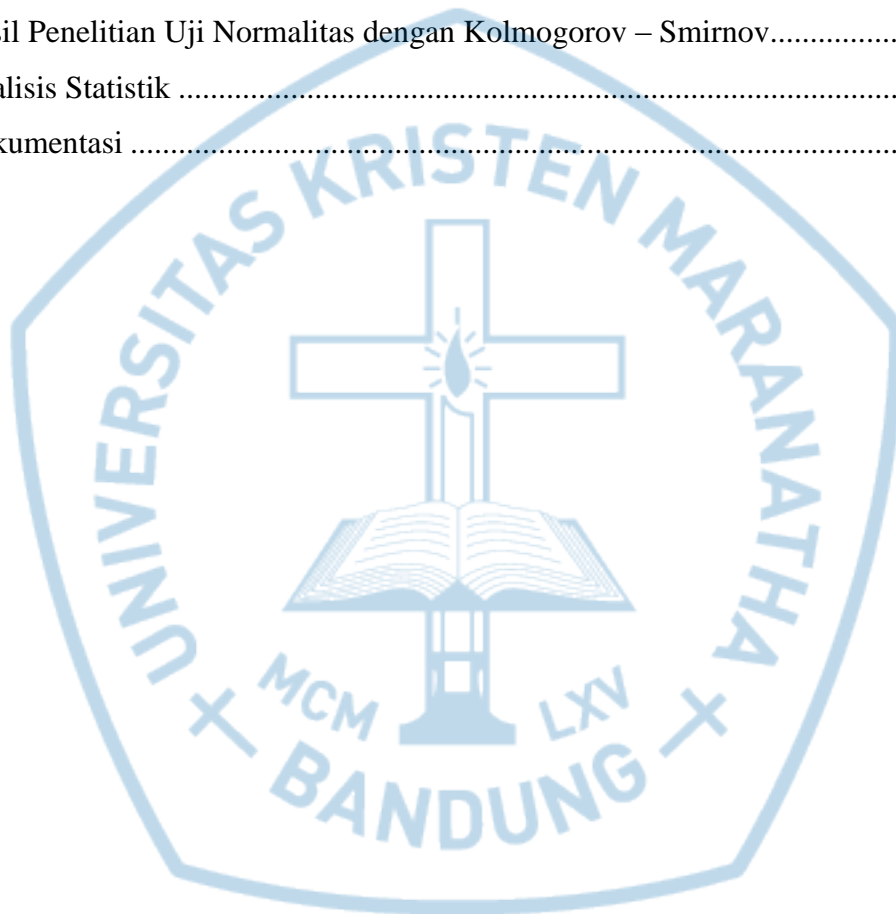 sil Penelitian Uji Normalitas dengan Kolmogorov – Smirnov.................
alisis Statistik ..........................................................................................
kumentasi ................................................................................................
UNIVERSITAS KRISTEN MARANATHA
MCM LXV
BANDUNG